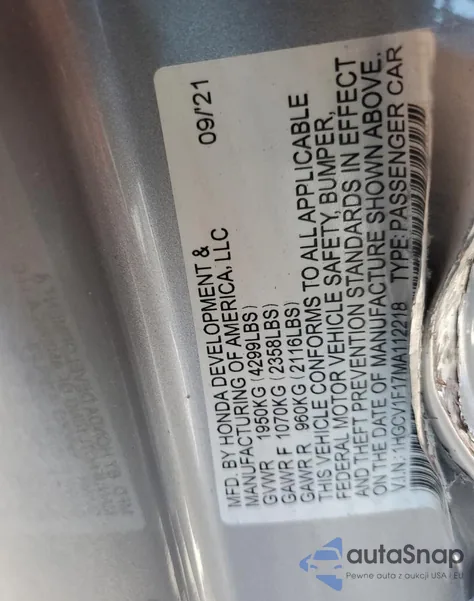 MFD. BY HONDA DEVELOPMENT & 09/'21
MANUFACTURING OF AMERICA, LLC
GVWR 1950KG (4299LBS)
GAWR F 1070KG (2358LBS)
GAWR R 960KG (2116LBS)
THIS VEHICLE CONFORMS TO ALL APPLICABLE
FEDERAL MOTOR VEHICLE SAFETY, BUMPER,
AND THEFT PREVENTION STANDARDS IN EFFECT
ON THE DATE OF MANUFACTURE SHOWN ABOVE.
V.I.N.: 1HGCV1F17MA112218 TYPE: PASSENGER CAR
autoSnap
Pewne auta z aukcji USA i EU